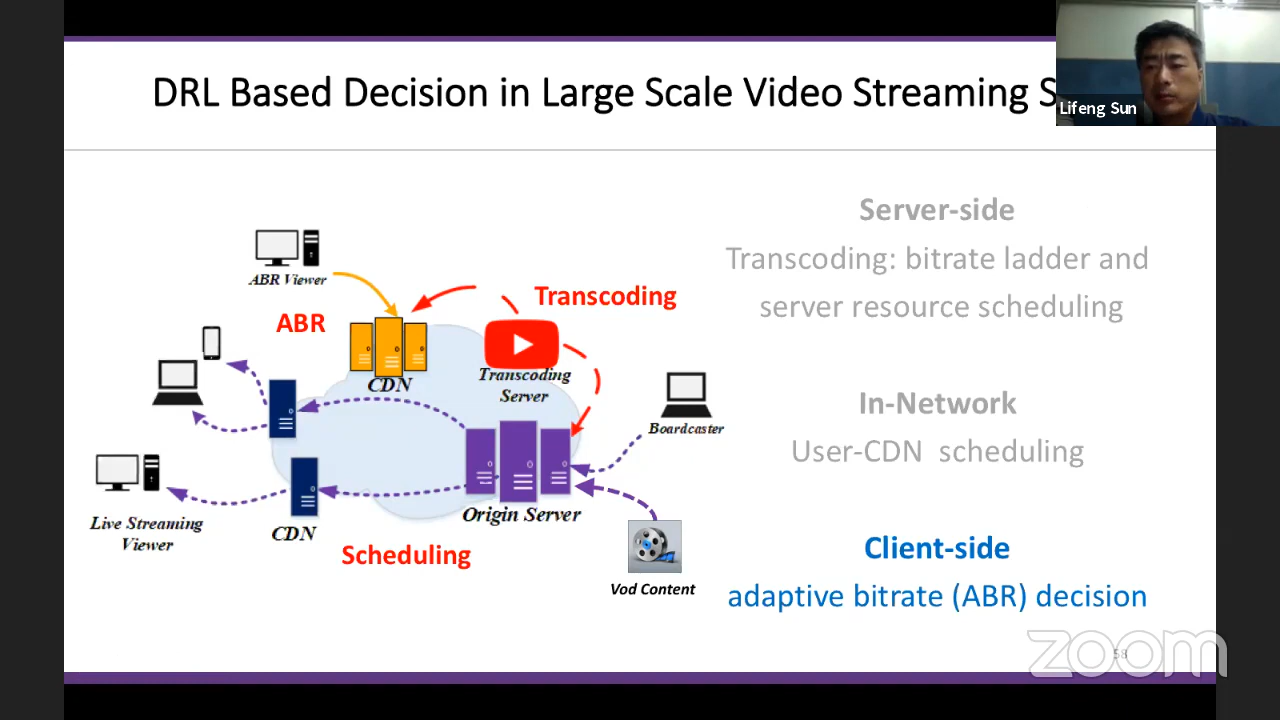 DRL Based Decision in Large Scale Video Streaming S
Lifeng Sun
Server-side
Transcoding: bitrate ladder and
server resource scheduling
In-Network
User-CDN scheduling
Client-side
adaptive bitrate (ABR) decision
ABR Viewer
ABR
Transcoding
CDN
Transcoding
Server
Boardcaster
Live Streaming
Viewer
CDN
Origin Server
Scheduling
Vod Content
58
zoom